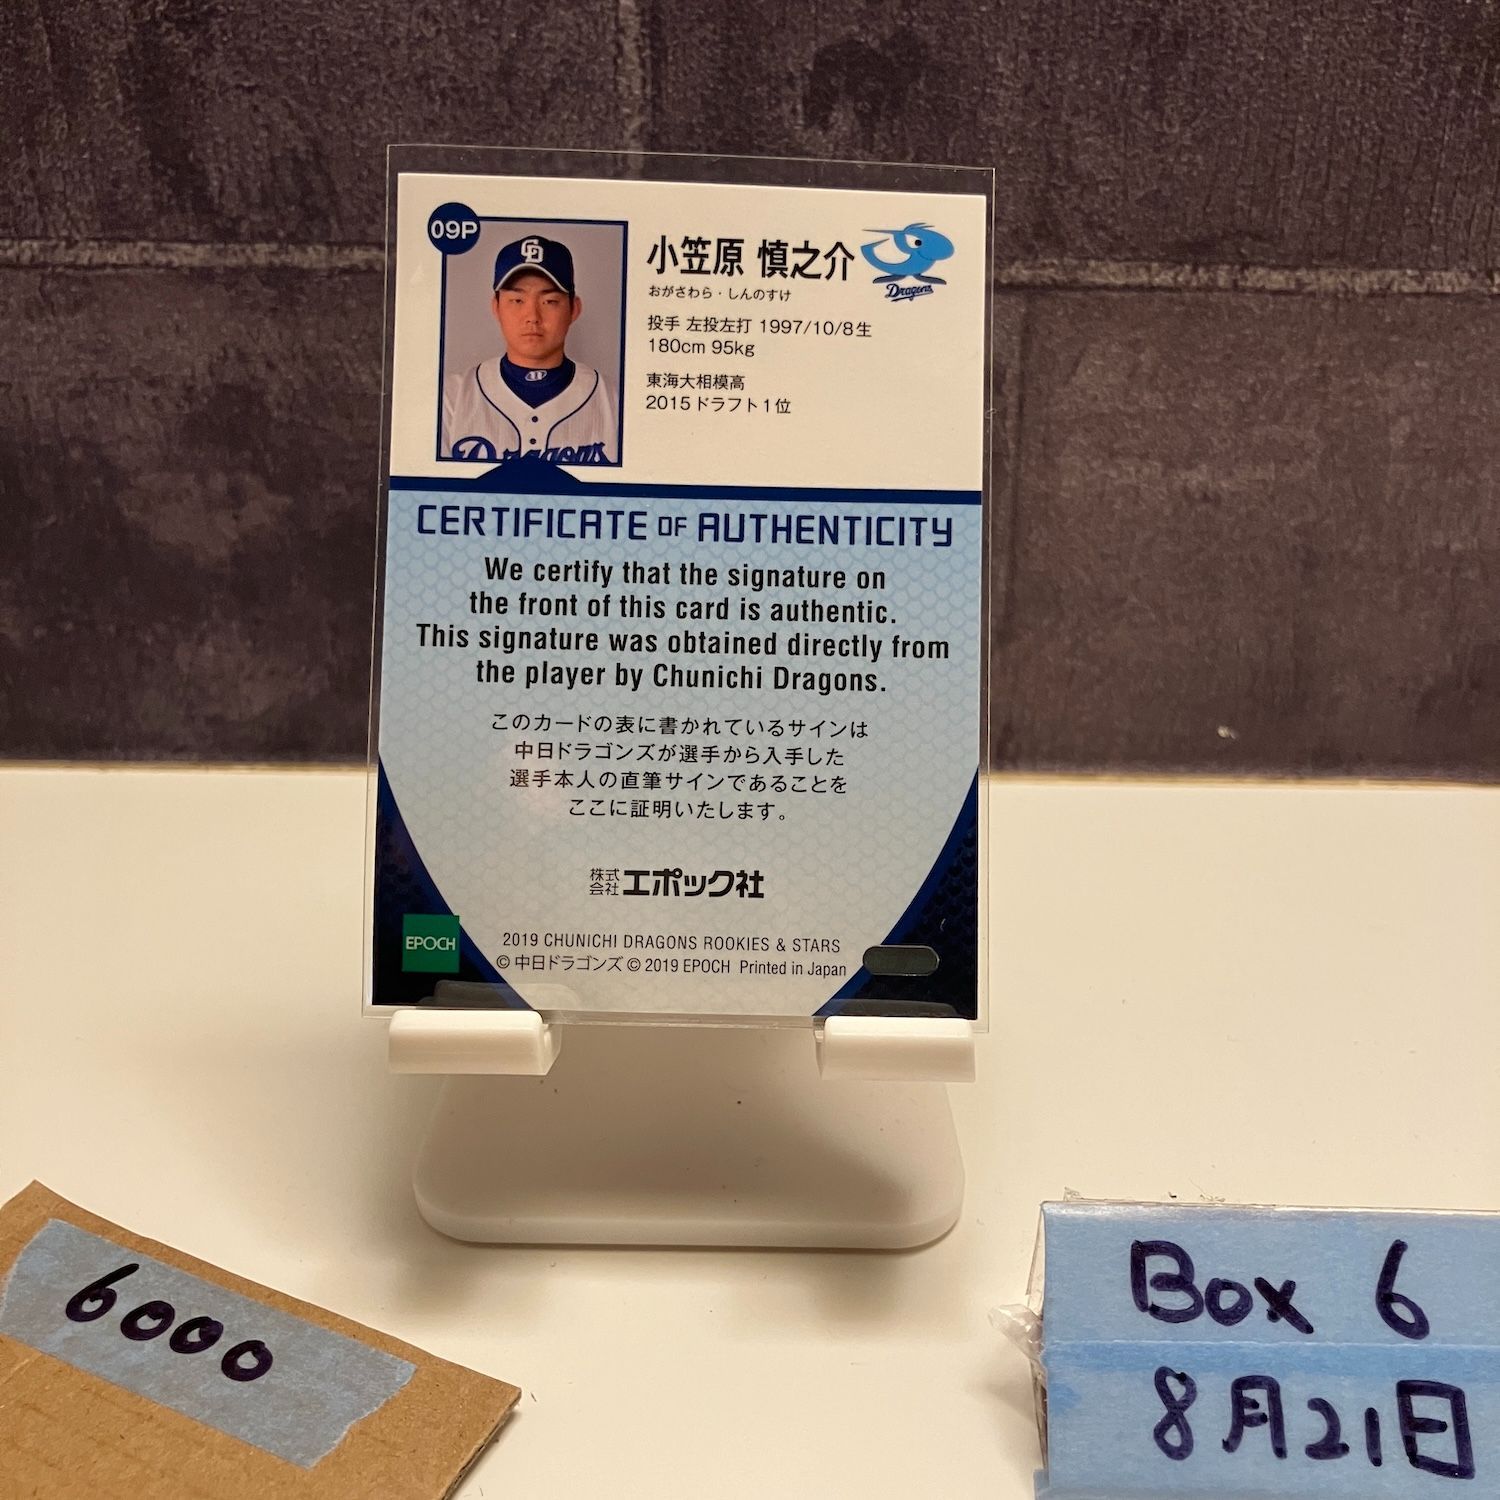 09P
小笠原 慎之介
おがさわら・しんのすけ
Dragons
投手 左投左打 1997/10/8生
180cm 95kg
東海大相模高
2015ドラフト1位
CD
Dragons
CERTIFICATE OF AUTHENTICITY
We certify that the signature on
the front of this card is authentic.
This signature was obtained directly from
the player by Chunichi Dragons.
このカードの表に書かれているサインは
中日ドラゴンズが選手から入手した
選手本人の直筆サインであることを
ここに証明いたします。
株式会社エポック社
EPOCH
2019 CHUNICHI DRAGONS ROOKIES & STARS
© 中日ドラゴンズ © 2019 EPOCH Printed in Japan
6000
Box 6
8月21日